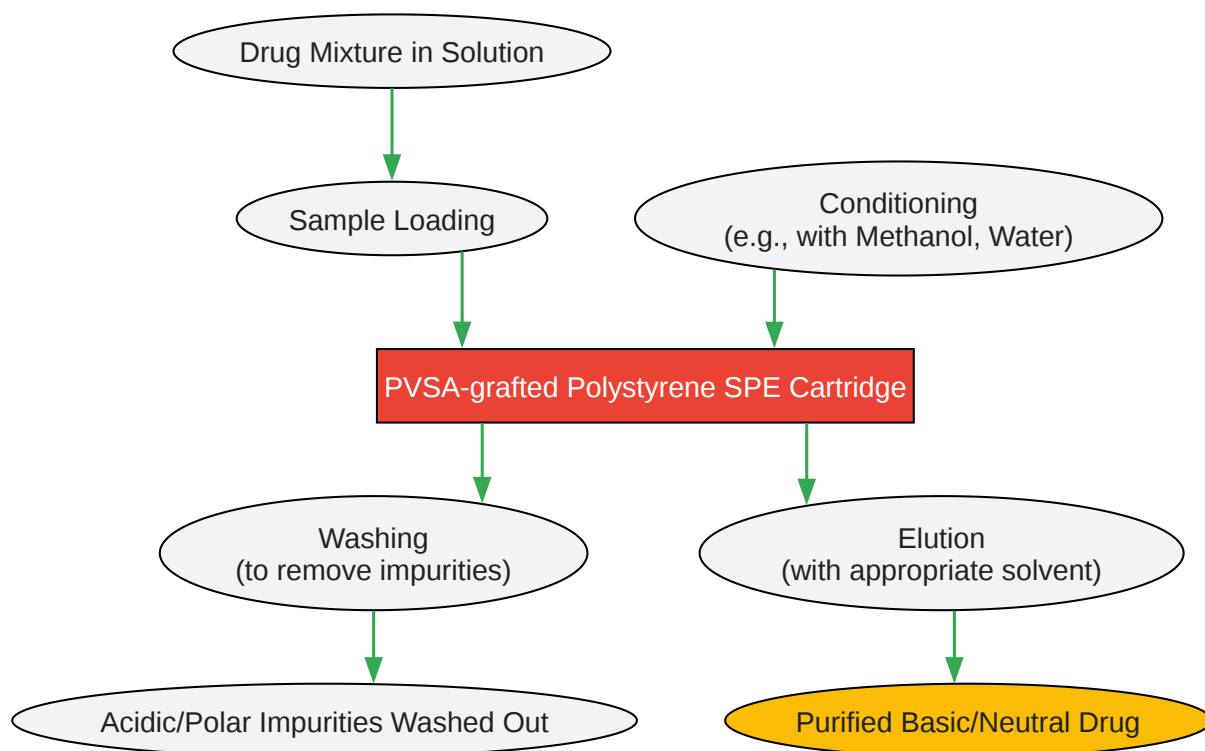 Drug Mixture in Solution
Sample Loading
Conditioning
(e.g., with Methanol, Water)
PVSA-grafted Polystyrene SPE Cartridge
Washing
(to remove impurities)
Elution
(with appropriate solvent)
Acidic/Polar Impurities Washed Out
Purified Basic/Neutral Drug